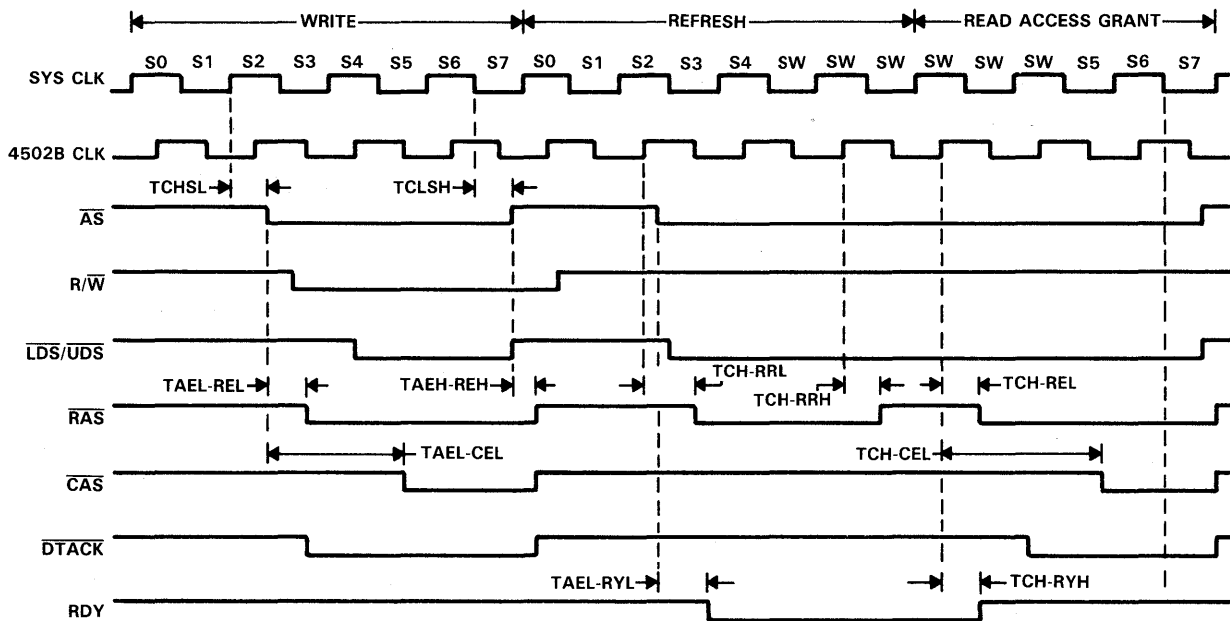 WRITE REFRESH READ ACCESS GRANT
S0 S1 S2 S3 S4 S5 S6 S7 S0 S1 S2 S3 S4 SW SW SW SW SW SW S5 S6 S7
SYS CLK
4502B CLK
TCHSL TCLSH
AS
R/W
LDS/UDS
TCH-RRL
TAEL-REL TAEH-REH TCH-RRH TCH-REL
RAS
TAEL-CEL TCH-CEL
CAS
DTACK
TAEL-RYL TCH-RYH
RDY